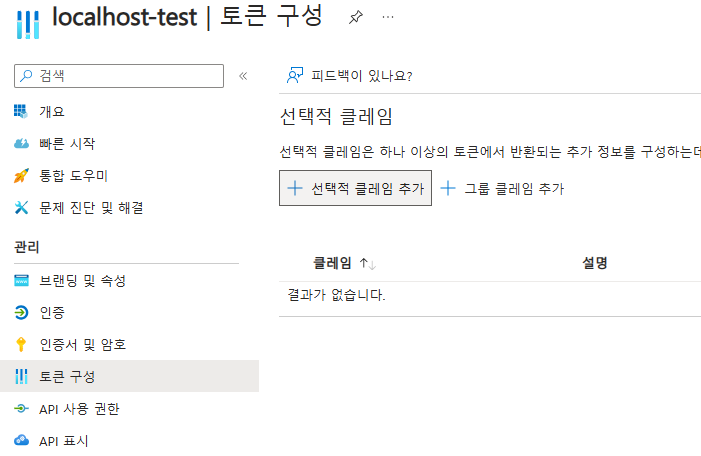 localhost-test | 토큰 구성
검색
피드백이 있나요?
개요
선택적 클레임
빠른 시작
선택적 클레임은 하나 이상의 토큰에서 반환되는 추가 정보를 구성하는데
통합 도우미
선택적 클레임 추가 그룹 클레임 추가
문제 진단 및 해결
관리
클레임 설명
브랜딩 및 속성
결과가 없습니다.
인증
인증서 및 암호
토큰 구성
API 사용 권한
API 표시